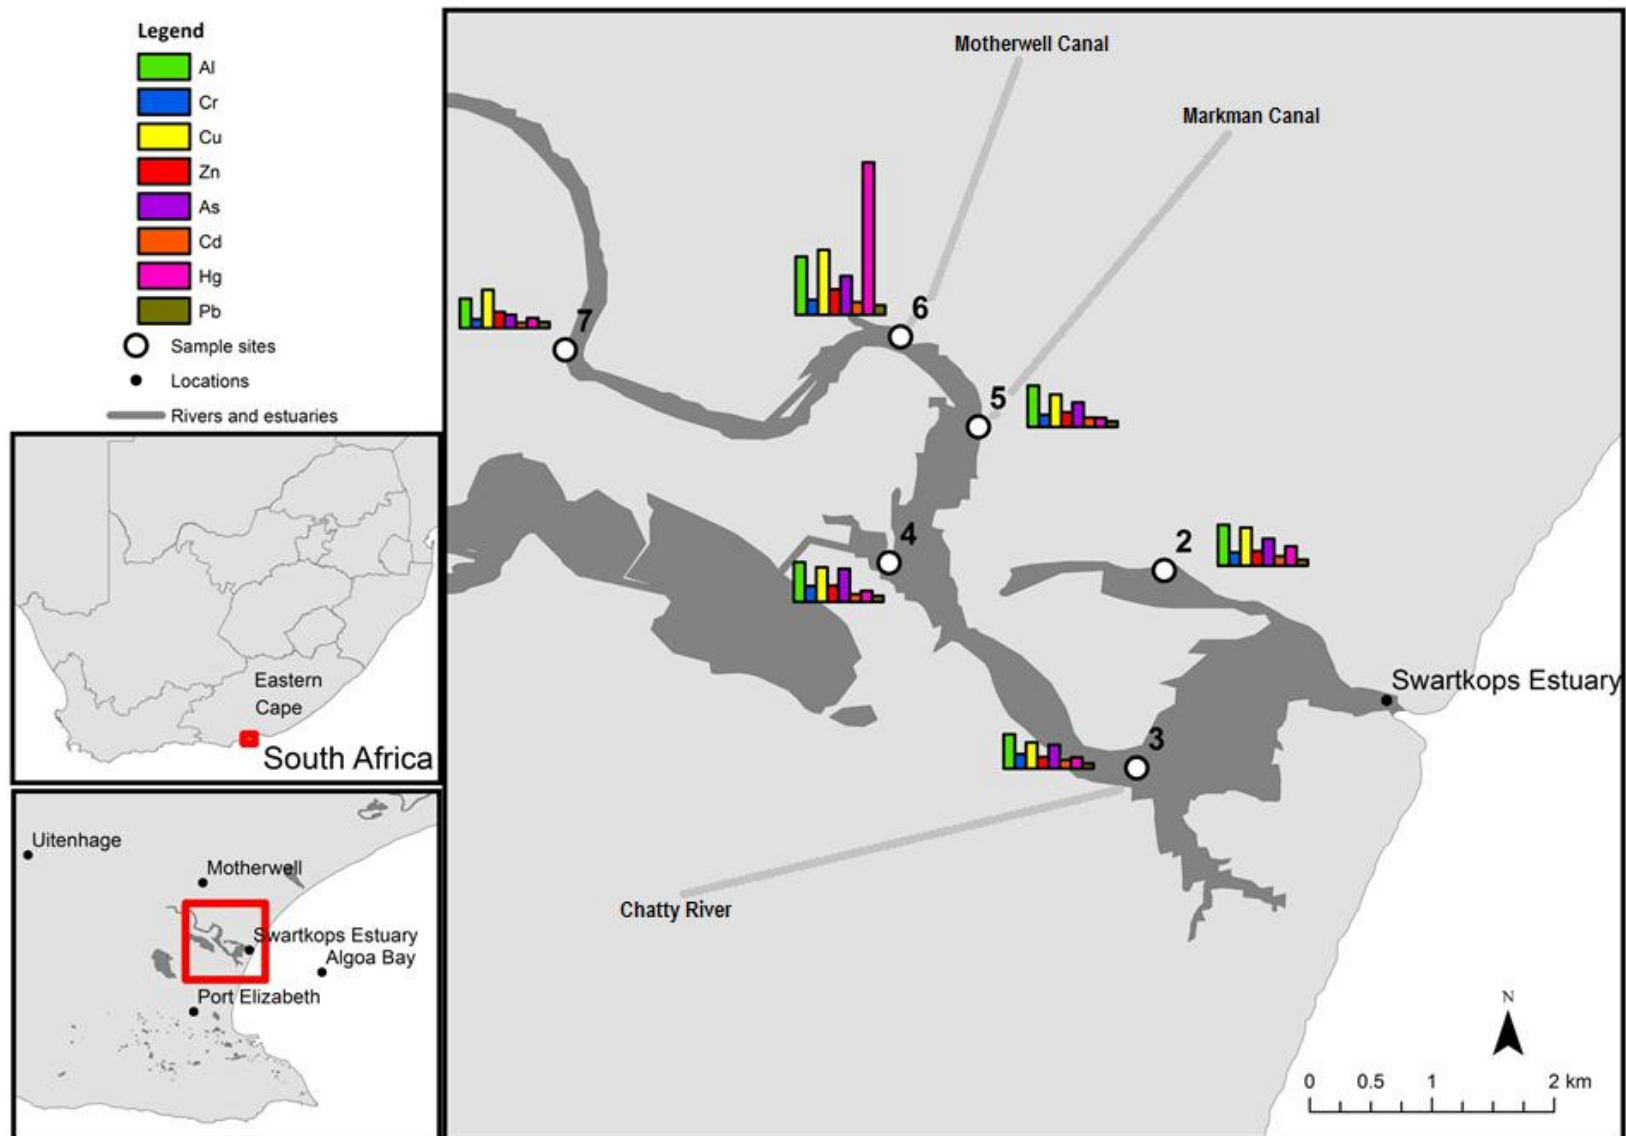 Legend
Al
Cr
Cu
Zn
As
Cd
Hg
Pb
Sample sites
Locations
Rivers and estuaries
Eastern
Cape
South Africa
Uitenhage
Motherwell
Swartkops Estuary
Algoa Bay
Port Elizabeth
Motherwell Canal
Markman Canal
6
7
5
4
2
Swartkops Estuary
3
Chatty River
N
0 0.5 1 2 km